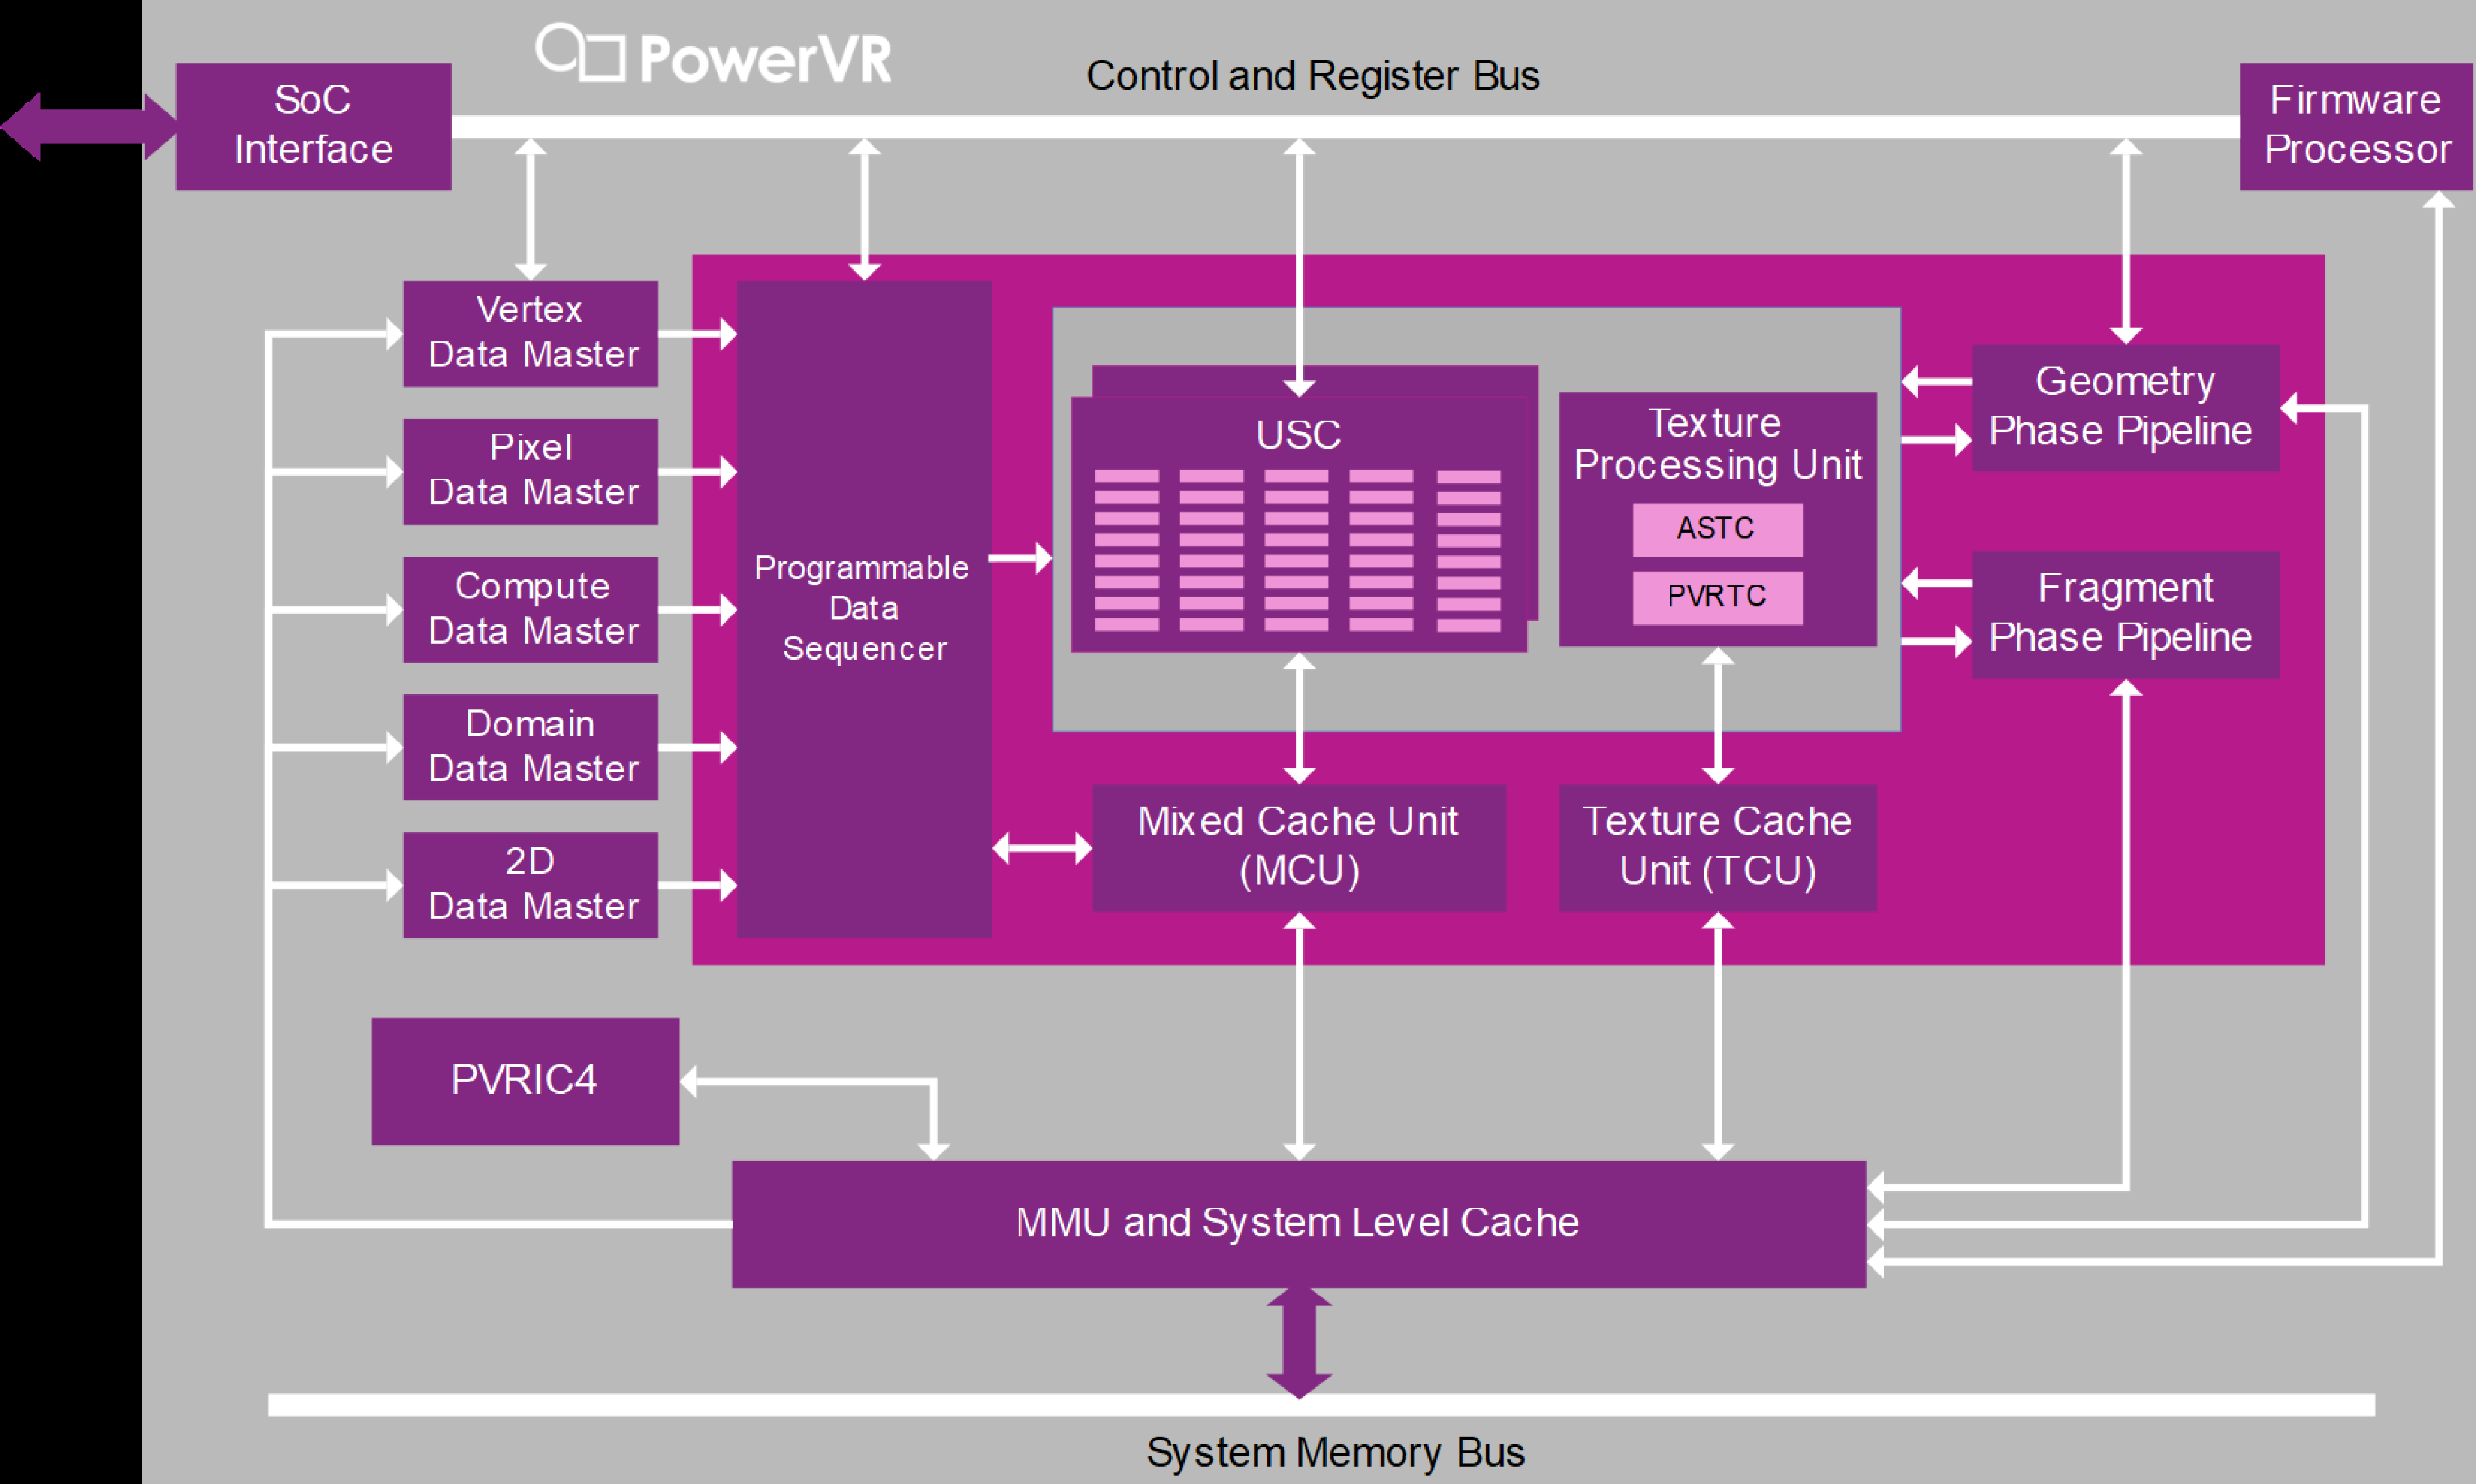 PowerVR
Control and Register Bus
SoC
Interface
Firmware
Processor
Vertex
Data Master
Pixel
Data Master
Compute
Data Master
Domain
Data Master
2D
Data Master
Programmable
Data
Sequencer
USC
Texture
Processing Unit
ASTC
PVRTC
Geometry
Phase Pipeline
Fragment
Phase Pipeline
Mixed Cache Unit
(MCU)
Texture Cache
Unit (TCU)
PVRIC4
MMU and System Level Cache
System Memory Bus